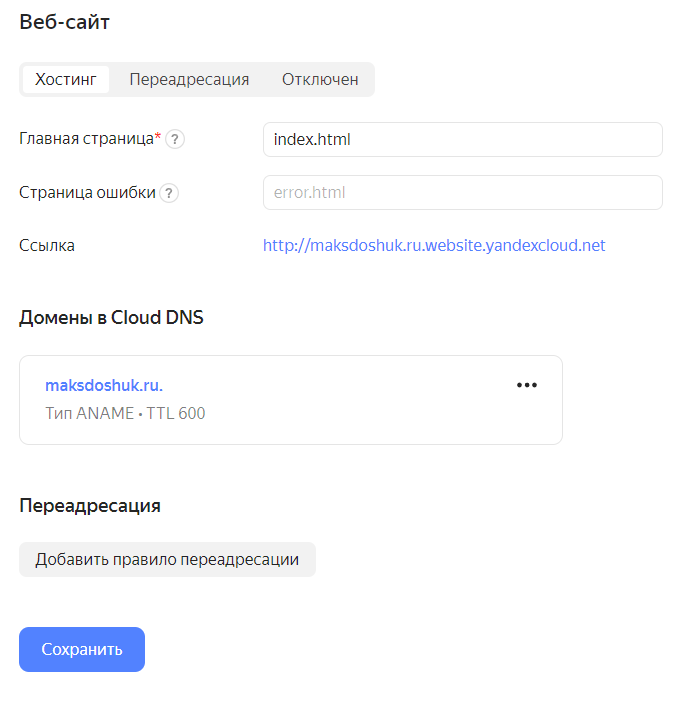 Веб-сайт
Хостинг Переадресация Отключен
Главная страница* ? index.html
Страница ошибки ? error.html
Ссылка http://maksdoshuk.ru.website.yandexcloud.net
Домены в Cloud DNS
maksdoshuk.ru. •••
Тип ANAME • TTL 600
Переадресация
Добавить правило переадресации
Сохранить